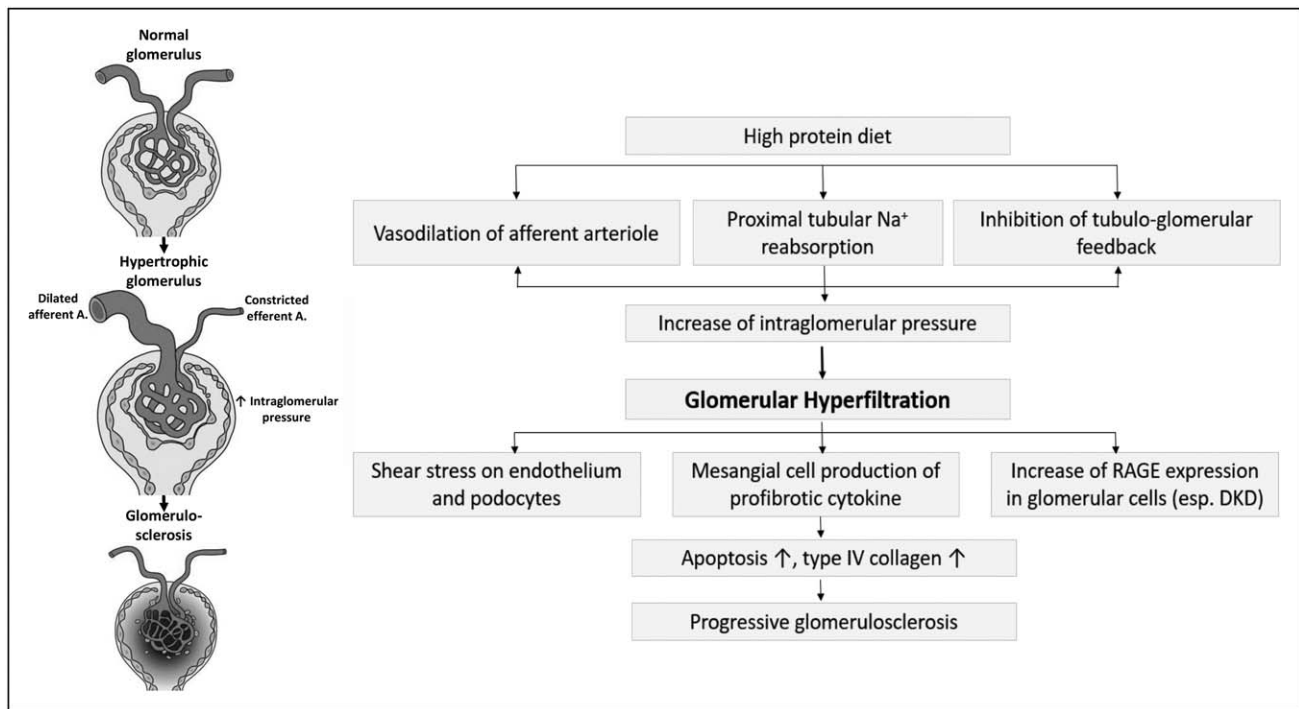 Normal
glomerulus
Hypertrophic
glomerulus
Dilated
afferent A.
Constricted
efferent A.
↑ Intraglomerular
pressure
Glomerulo-
sclerosis
High protein diet
Vasodilation of afferent arteriole
Proximal tubular Na⁺
reabsorption
Inhibition of tubulo-glomerular
feedback
Increase of intraglomerular pressure
Glomerular Hyperfiltration
Shear stress on endothelium
and podocytes
Mesangial cell production of
profibrotic cytokine
Increase of RAGE expression
in glomerular cells (esp. DKD)
Apoptosis ↑, type IV collagen ↑
Progressive glomerulosclerosis